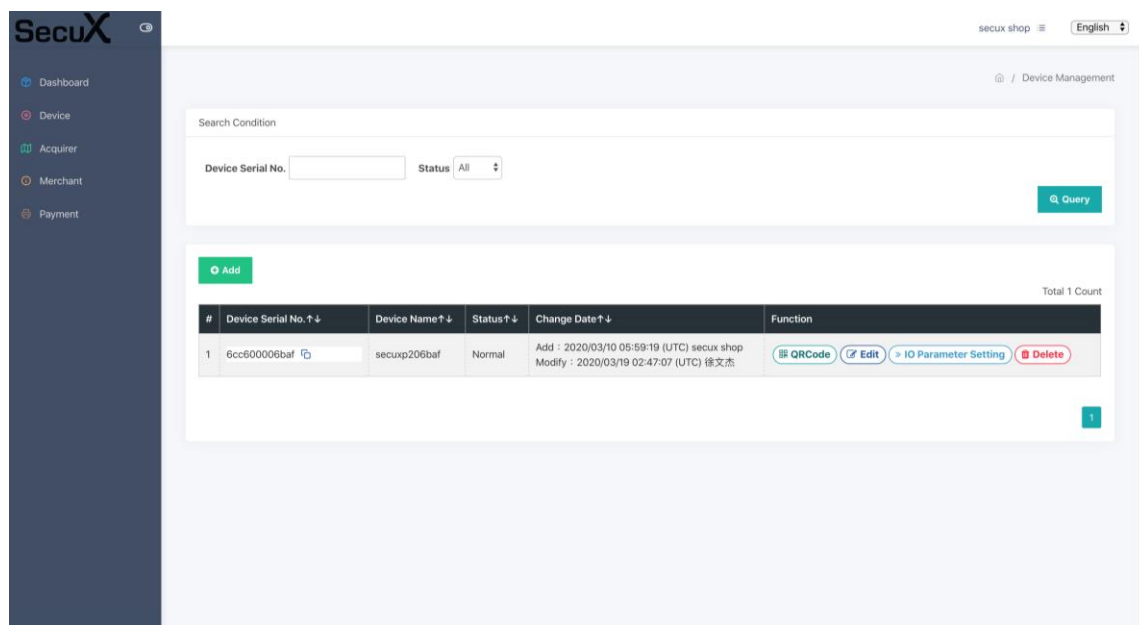 SecuX
secux shop
English
Dashboard
Device
Acquirer
Merchant
Payment
/ Device Management
Search Condition
Device Serial No.
Status All
Query
Add
Total 1 Count
# Device Serial No.↑↓ Device Name↑↓ Status↑↓ Change Date↑↓ Function
1 6cc600006baf secuxp206baf Normal Add：2020/03/10 05:59:19 (UTC) secux shop
Modify：2020/03/19 02:47:07 (UTC) 徐文杰
QRCode Edit » IO Parameter Setting Delete
1